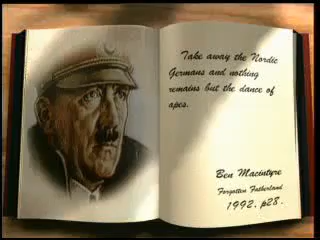 Take away the Nordic
Germans and nothing
remains but the dance of
apes.
Ben Macintyre
Forgotten Fatherland
1992. p28.